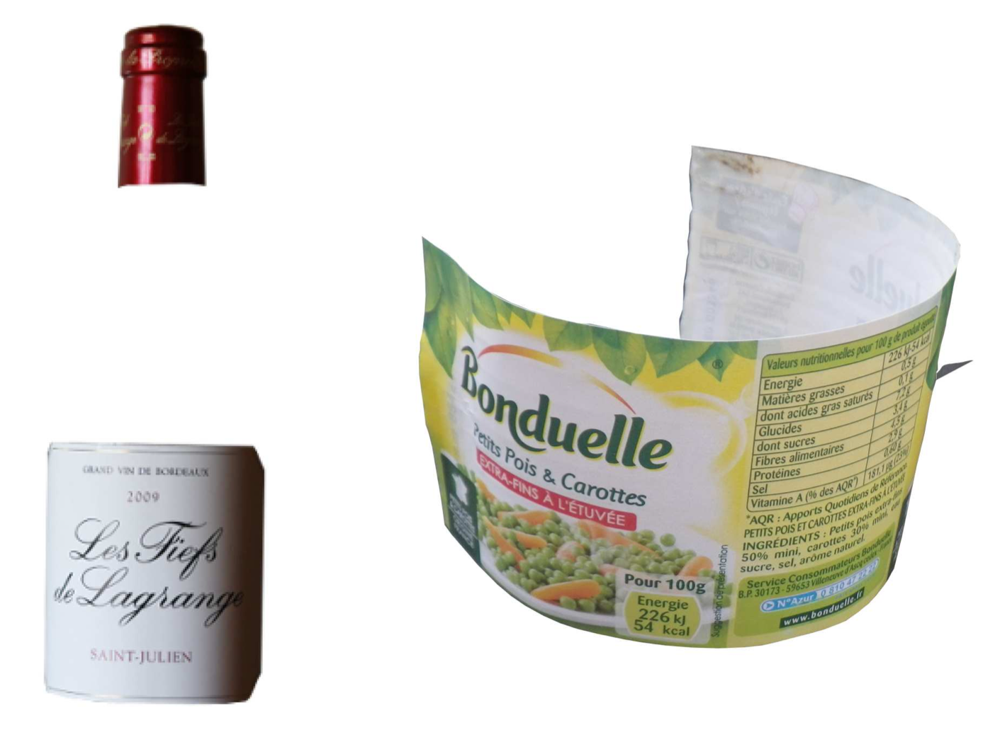 GRAND VIN DE BORDEAUX
2009
Les Fiefs
de Lagrange
SAINT-JULIEN
Bonduelle
®
Petits Pois & Carottes
EXTRA-FINS À L'ÉTUVÉE
Pour 100g
Energie
226 kJ
54 kcal
Suggestion de présentation
Valeurs nutritionnelles pour 100 g de produit égoutté
Energie 226 kJ-54 kcal
Matières grasses 0,5 g
dont acides gras saturés 0,1 g
Glucides 7,2 g
dont sucres 3,4 g
Fibres alimentaires 4,3 g
Protéines 2,9 g
Sel 0,60 g
Vitamine A (% des AQR*) 181,1 µg (23%)
*AQR : Apports Quotidiens de Référence.
PETITS POIS ET CAROTTES EXTRA-FINS À L'ÉTUVÉE
INGRÉDIENTS : Petits pois extra-fins
50% mini, carottes 30% mini, eau,
sucre, sel, arôme naturel.
Service Consommateurs Bonduelle
B.P. 30173 - 59653 Villeneuve d'Ascq cedex - France
N°Azur 0 810 47 22 22
www.bonduelle.fr